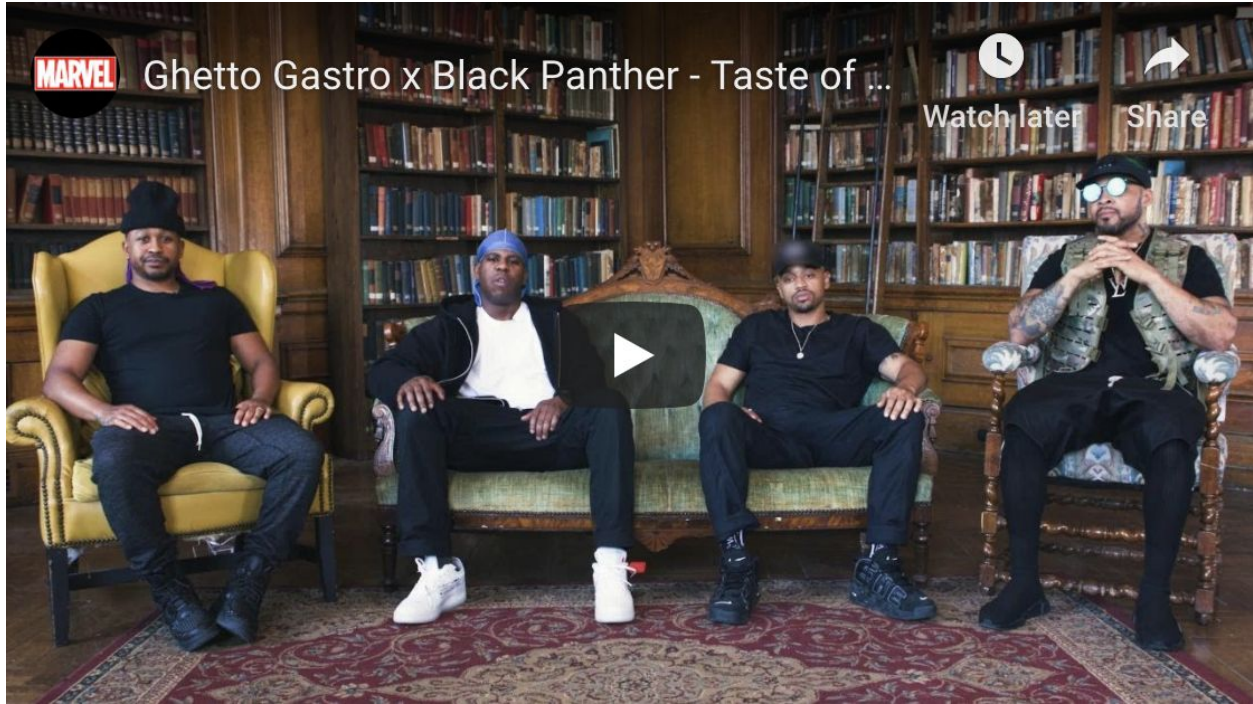 MARVEL
Ghetto Gastro x Black Panther - Taste of ...
Watch later
Share